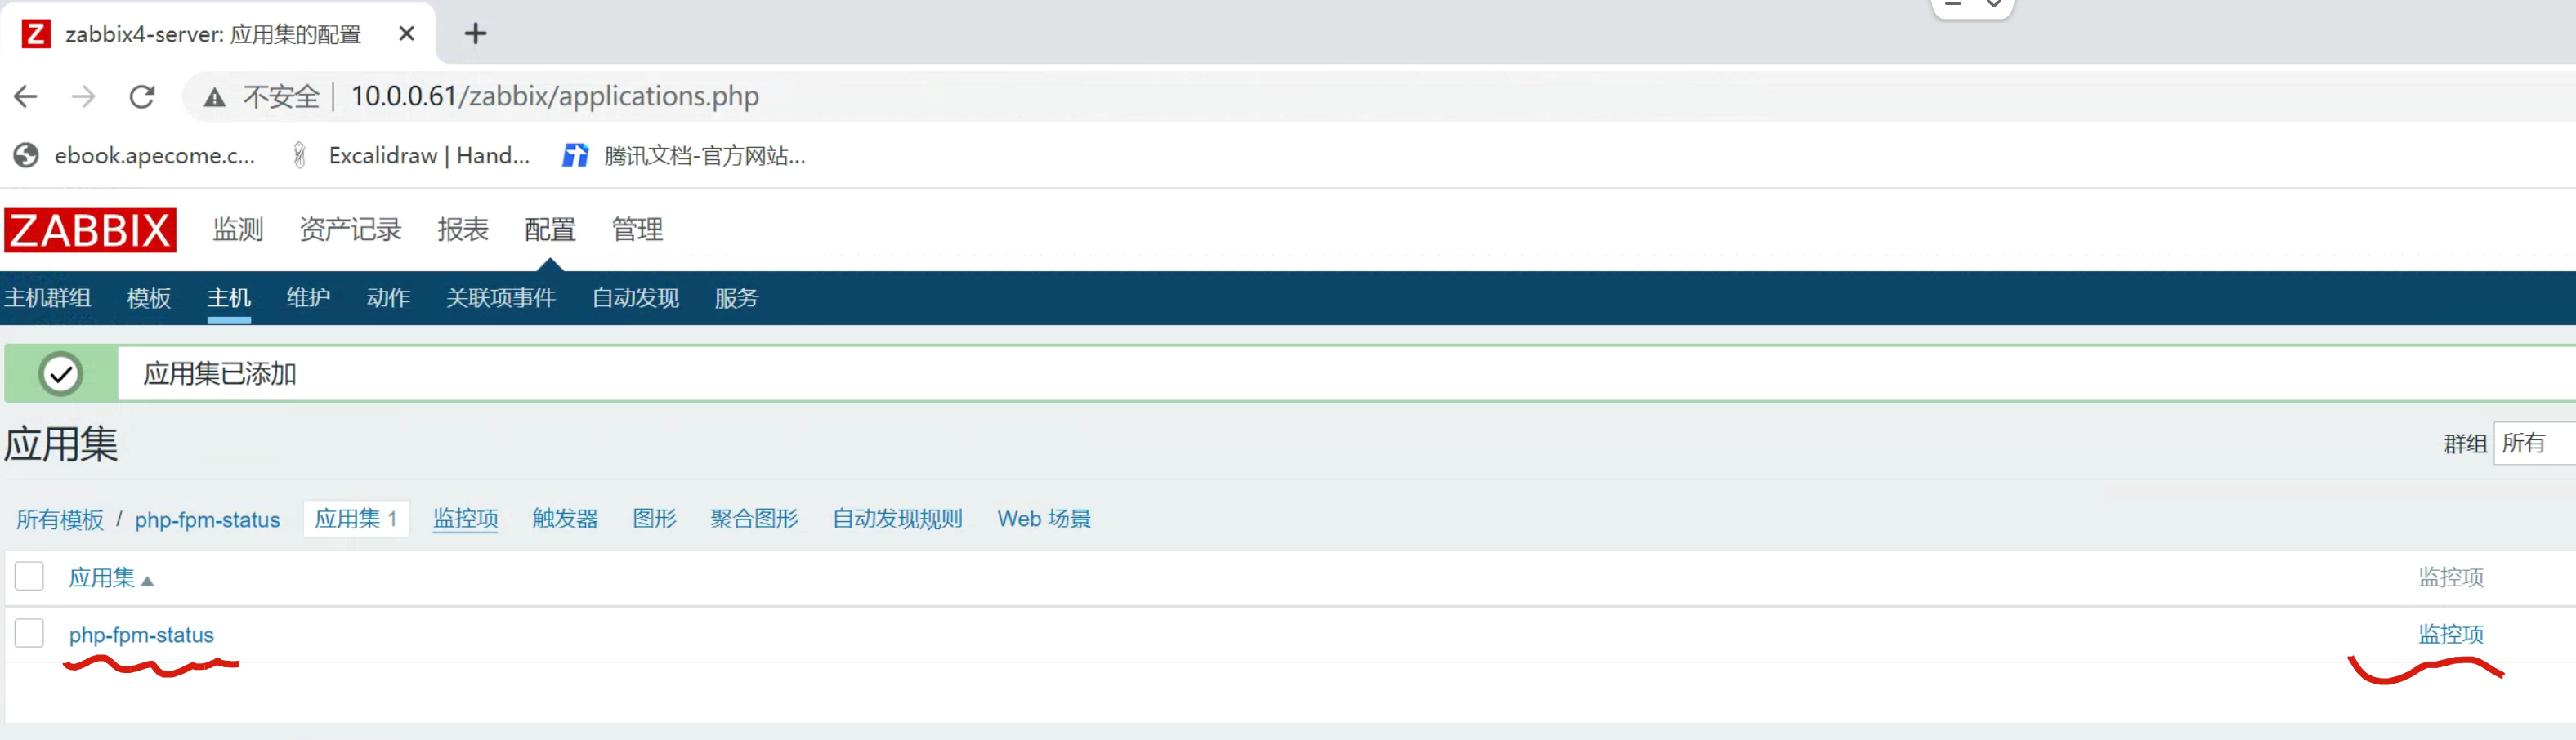 Z zabbix4-server: 应用集的配置
不安全 10.0.0.61/zabbix/applications.php
ebook.apecome.c... Excalidraw | Hand... 腾讯文档-官方网站...
ZABBIX 监测 资产记录 报表 配置 管理
主机群组 模板 主机 维护 动作 关联项事件 自动发现 服务
应用集已添加
应用集 群组 所有
所有模板 / php-fpm-status 应用集 1 监控项 触发器 图形 聚合图形 自动发现规则 Web 场景
应用集 监控项
php-fpm-status 监控项